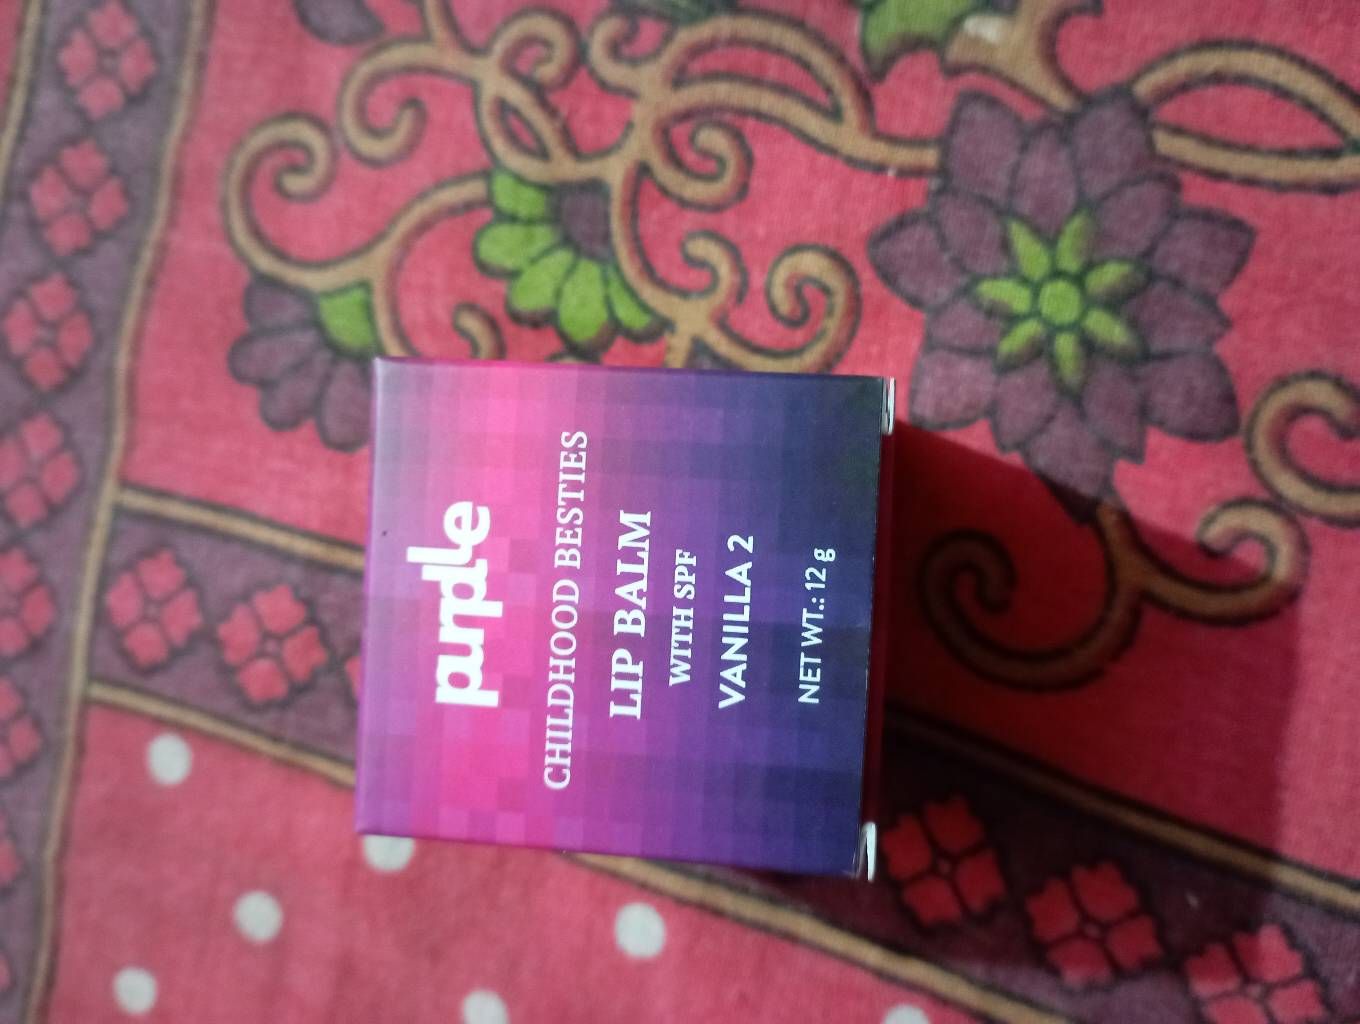 purplle
CHILDHOOD BESTIES
LIP BALM
WITH SPF
VANILLA 2
NET WT.: 12 g